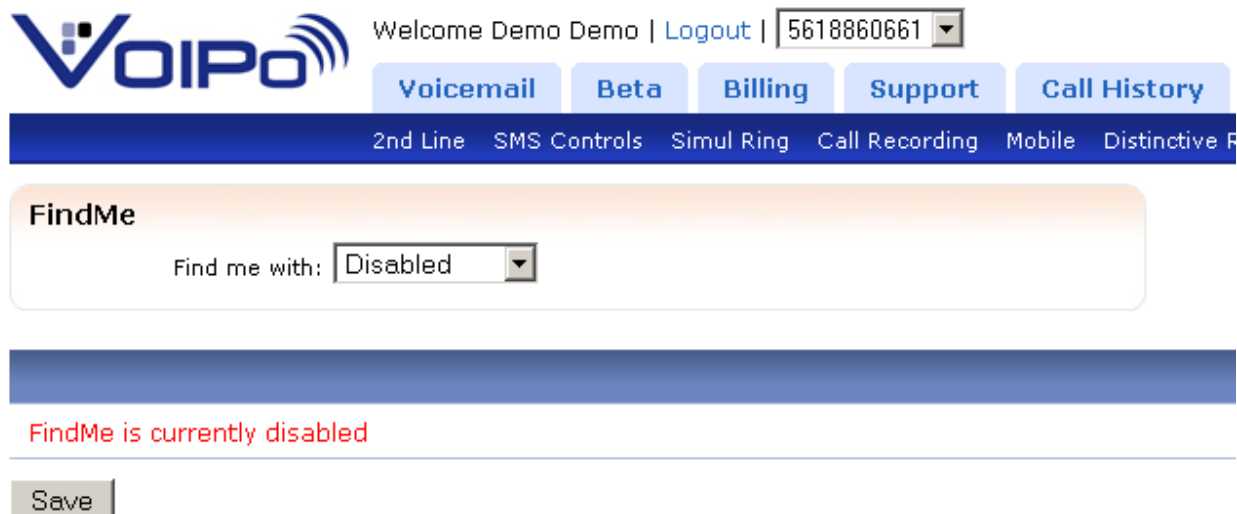 VOIPo
Welcome Demo Demo | Logout | 5618860661
Voicemail Beta Billing Support Call History
2nd Line SMS Controls Simul Ring Call Recording Mobile Distinctive
FindMe
Find me with: Disabled
FindMe is currently disabled
Save